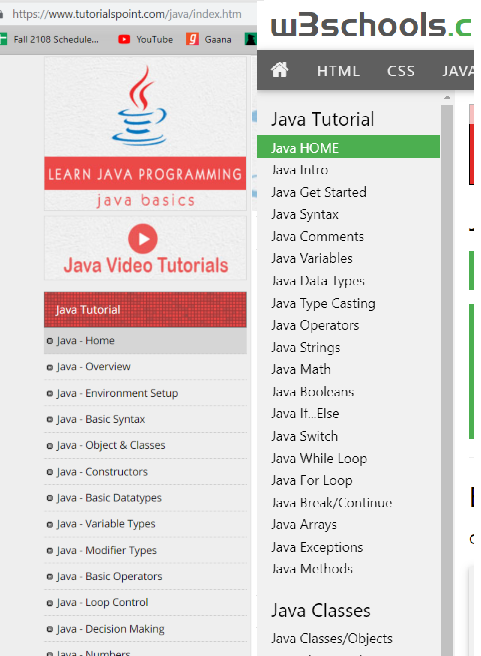 https://www.tutorialspoint.com/java/index.htm
Fall 2108 Schedule...
YouTube
Gaana
LEARN JAVA PROGRAMMING
java basics
Java Video Tutorials
Java Tutorial
Java - Home
Java - Overview
Java - Environment Setup
Java - Basic Syntax
Java - Object & Classes
Java - Constructors
Java - Basic Datatypes
Java - Variable Types
Java - Modifier Types
Java - Basic Operators
Java - Loop Control
Java - Decision Making
Java - Numbers
w3schools.c
HTML
CSS
JAVA
Java Tutorial
Java HOME
Java Intro
Java Get Started
Java Syntax
Java Comments
Java Variables
Java Data Types
Java Type Casting
Java Operators
Java Strings
Java Math
Java Booleans
Java If...Else
Java Switch
Java While Loop
Java For Loop
Java Break/Continue
Java Arrays
Java Exceptions
Java Methods
Java Classes
Java Classes/Objects